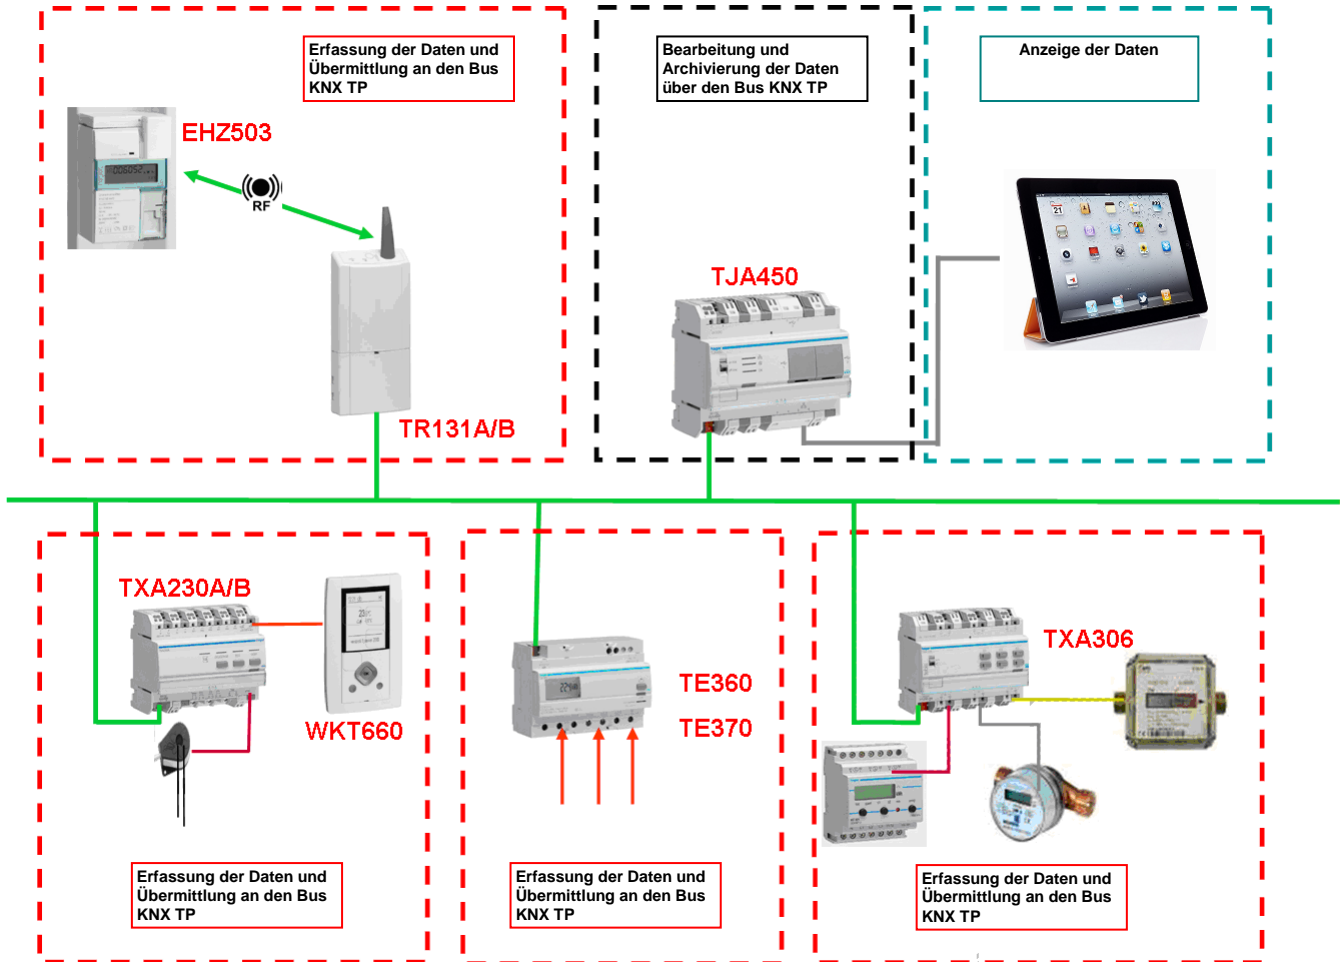 Erfassung der Daten und
Übermittlung an den Bus
KNX TP
Bearbeitung und
Archivierung der Daten
über den Bus KNX TP
Anzeige der Daten
EHZ503
RF
TJA450
TR131A/B
TXA230A/B
WKT660
TE360
TE370
TXA306
Erfassung der Daten und
Übermittlung an den Bus
KNX TP
Erfassung der Daten und
Übermittlung an den Bus
KNX TP
Erfassung der Daten und
Übermittlung an den Bus
KNX TP